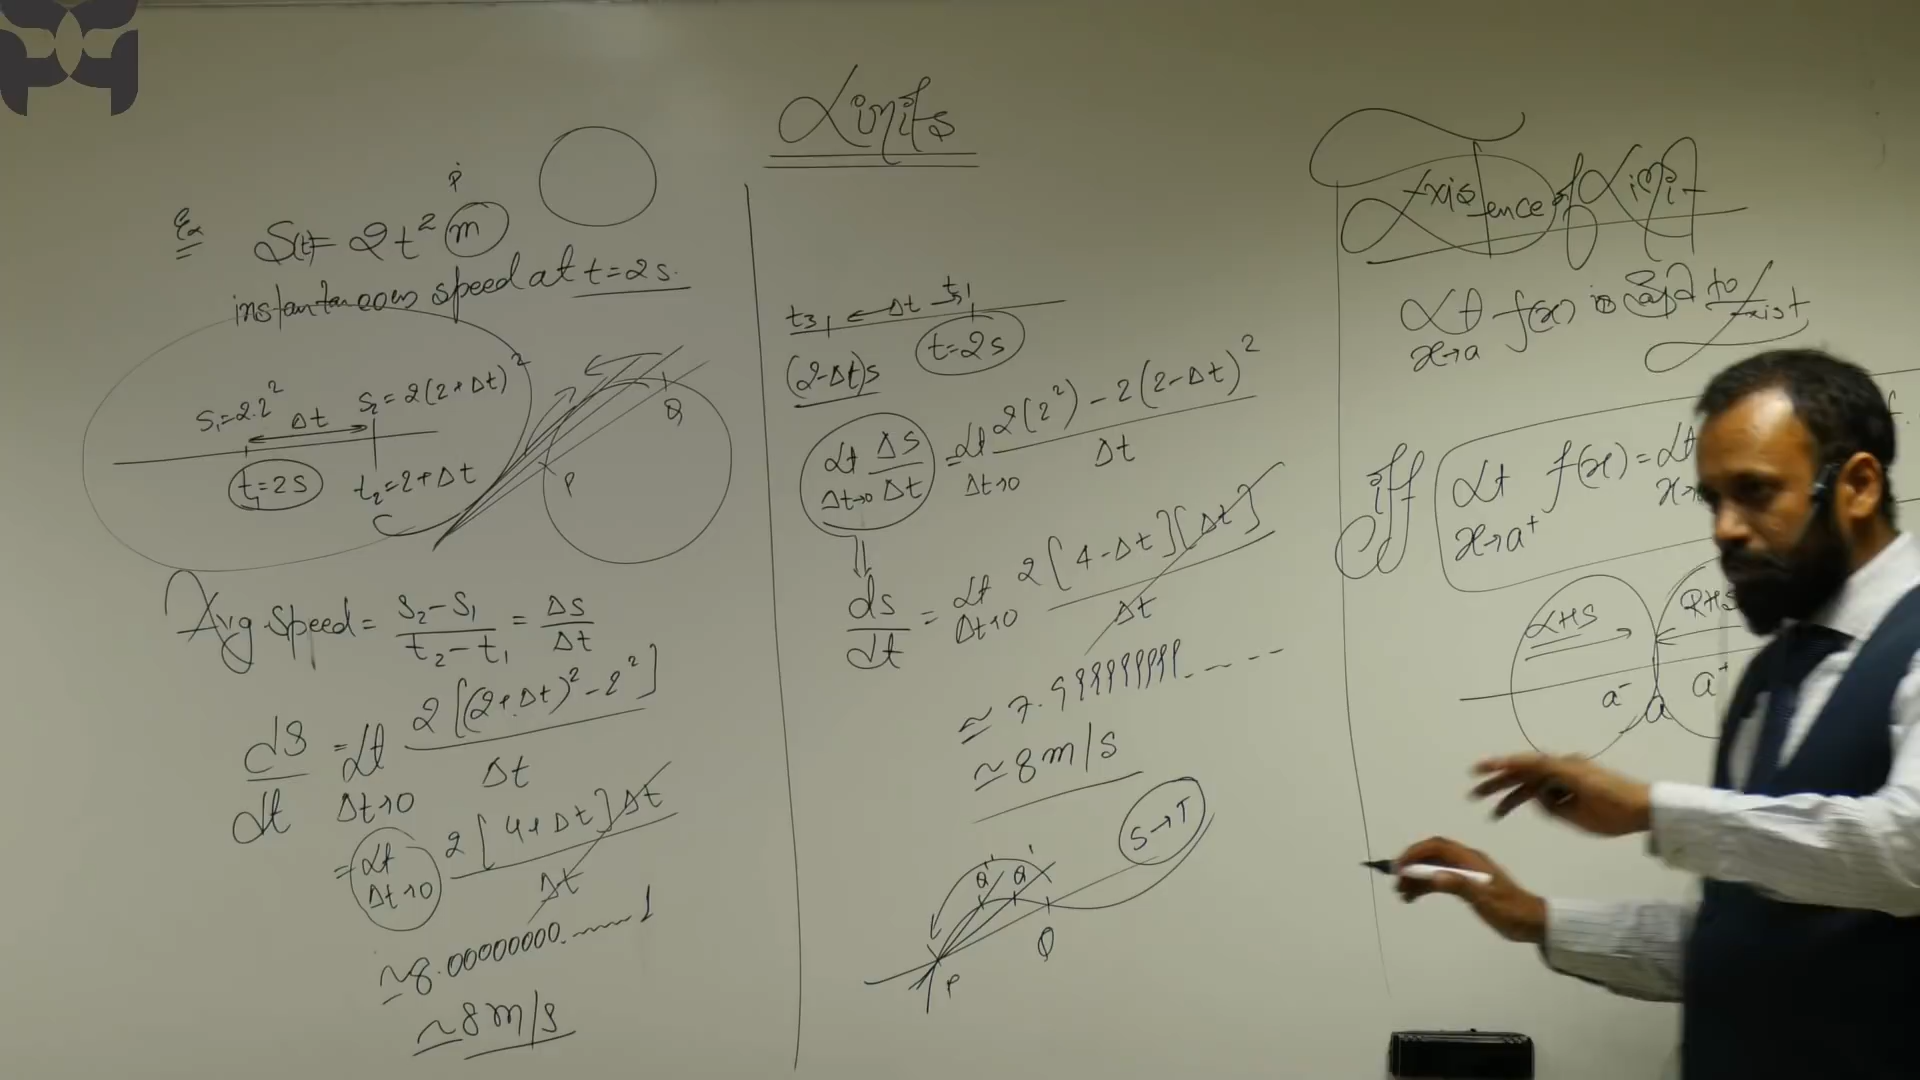 Limits
Ex
S(t) = 2t² m
instantaneous speed at t = 2 s.
P
S₁ = 2.2²
Δt
S₂ = 2(2+Δt)²
t₁ = 2s
t₂ = 2+Δt
P
Q
Avg Speed = S₂-S₁ / t₂-t₁ = ΔS / Δt
dS/dt = Lt Δt→0 2[(2+Δt)²-2²] / Δt
= Lt Δt→0 2[4+Δt]Δt / Δt
≃ 8.00000000.......1
≃ 8 m/s
t₃ ← Δt →
t = 2s
(2-Δt)s
Lt Δt→0 ΔS/Δt = Lt Δt→0 2(2²) - 2(2-Δt)² / Δt
ds/dt = Lt Δt→0 2[4-Δt][Δt] / Δt
≃ 7.9999999999. - - - -
≃ 8 m/s
S→T
Q' Q'
P
Q
Existence of Limit
Lt x→a f(x) is said to Exist
iff Lt x→a⁺ f(x) = Lt
LHS
RHS
a⁻
a
a⁺